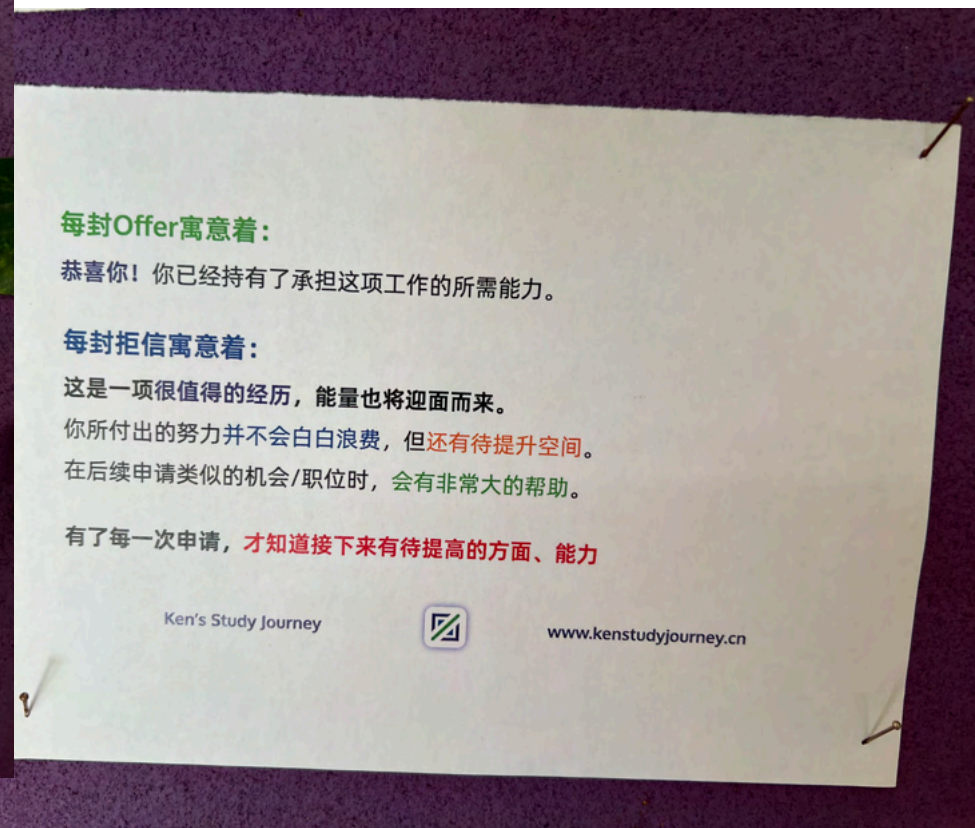 每封Offer寓意着：
恭喜你！你已经持有了承担这项工作的所需能力。
每封拒信寓意着：
这是一项很值得的经历，能量也将迎面而来。
你所付出的努力并不会白白浪费，但还有待提升空间。
在后续申请类似的机会/职位时，会有非常大的帮助。
有了每一次申请，才知道接下来有待提高的方面、能力
Ken's Study Journey
www.kenstudyjourney.cn